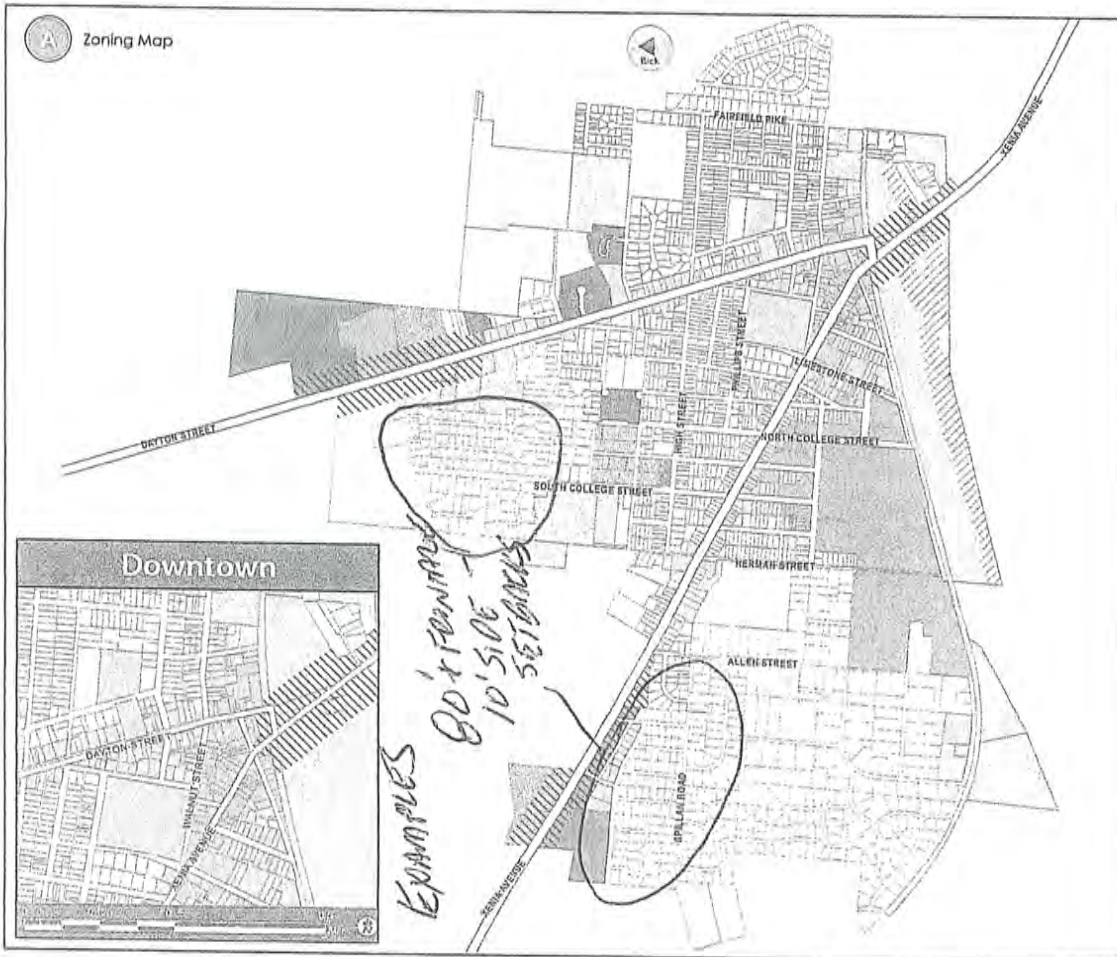 A
Zoning Map
Back
FAIRFIELD PIKE
XENIA AVENUE
PHILLIPS STREET
LIMESTONE STREET
HIGH STREET
DAYTON STREET
NORTH COLLEGE STREET
SOUTH COLLEGE STREET
HERMAN STREET
ALLEN STREET
SPILLAN ROAD
XENIA AVENUE
EXAMPLES
80'+ FRONTAGE
10' SIDE
SETBACKS
Downtown
DAYTON STREET
WALNUT STREET
XENIA AVENUE